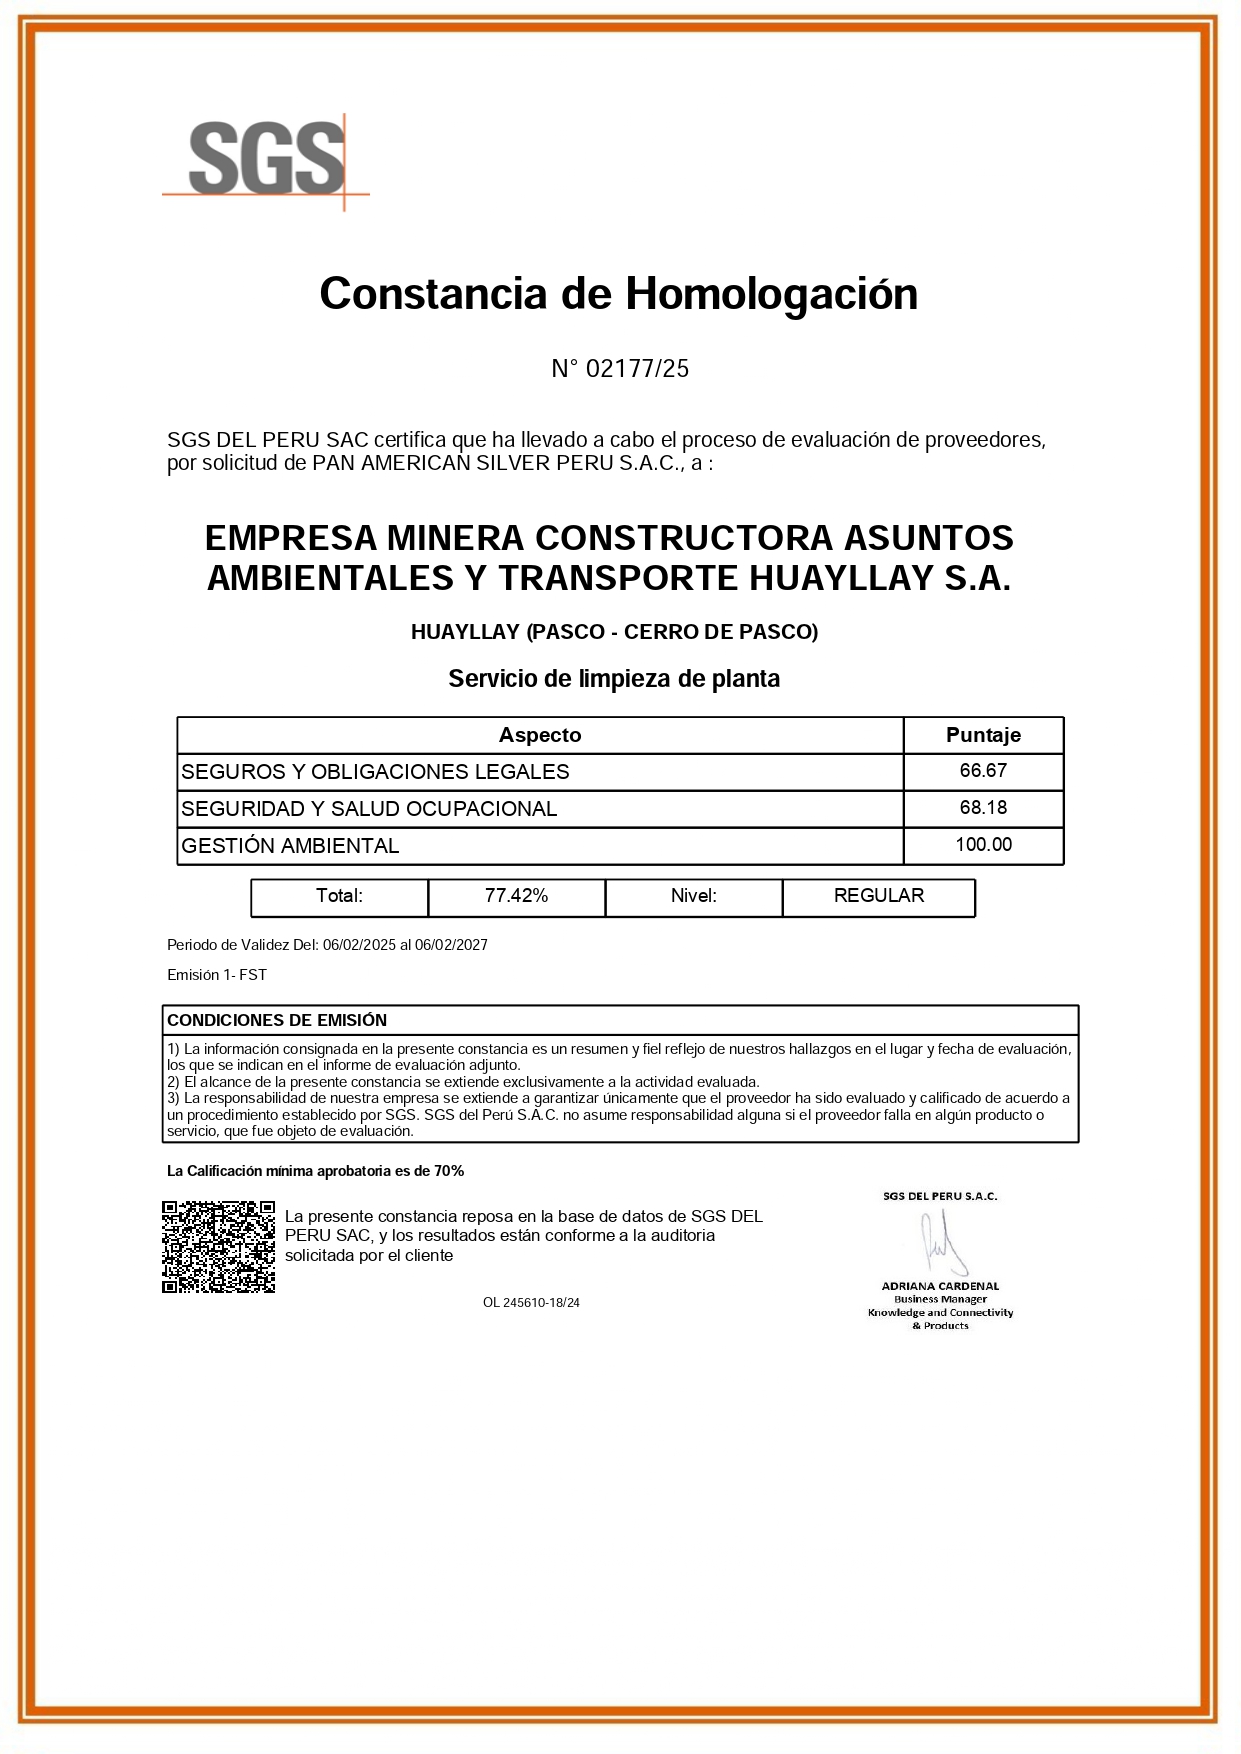 SGS
Constancia de Homologación
N° 02177/25
SGS DEL PERU SAC certifica que ha llevado a cabo el proceso de evaluación de proveedores,
por solicitud de PAN AMERICAN SILVER PERU S.A.C., a :
EMPRESA MINERA CONSTRUCTORA ASUNTOS
AMBIENTALES Y TRANSPORTE HUAYLLAY S.A.
HUAYLLAY (PASCO - CERRO DE PASCO)
Servicio de limpieza de planta
Aspecto Puntaje
SEGUROS Y OBLIGACIONES LEGALES 66.67
SEGURIDAD Y SALUD OCUPACIONAL 68.18
GESTIÓN AMBIENTAL 100.00
Total: 77.42% Nivel: REGULAR
Periodo de Validez Del: 06/02/2025 al 06/02/2027
Emisión 1- FST
CONDICIONES DE EMISIÓN
1) La información consignada en la presente constancia es un resumen y fiel reflejo de nuestros hallazgos en el lugar y fecha de evaluación,
los que se indican en el informe de evaluación adjunto.
2) El alcance de la presente constancia se extiende exclusivamente a la actividad evaluada.
3) La responsabilidad de nuestra empresa se extiende a garantizar únicamente que el proveedor ha sido evaluado y calificado de acuerdo a
un procedimiento establecido por SGS. SGS del Perú S.A.C. no asume responsabilidad alguna si el proveedor falla en algún producto o
servicio, que fue objeto de evaluación.
La Calificación mínima aprobatoria es de 70%
La presente constancia reposa en la base de datos de SGS DEL
PERU SAC, y los resultados están conforme a la auditoria
solicitada por el cliente
OL 245610-18/24
SGS DEL PERU S.A.C.
ADRIANA CARDENAL
Business Manager
Knowledge and Connectivity
& Products